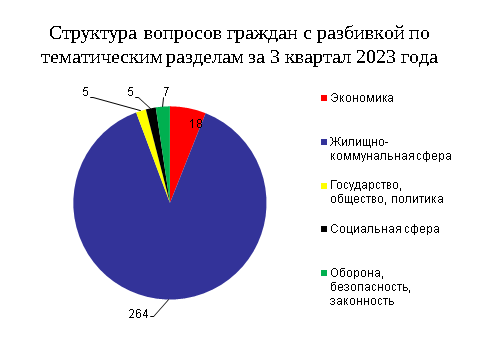 Структура вопросов граждан с разбивкой по
тематическим разделам за 3 квартал 2023 года
5
5
7
18
264
Экономика
Жилищно-
коммунальная сфера
Государство,
общество, политика
Социальная сфера
Оборона,
безопасность,
законность